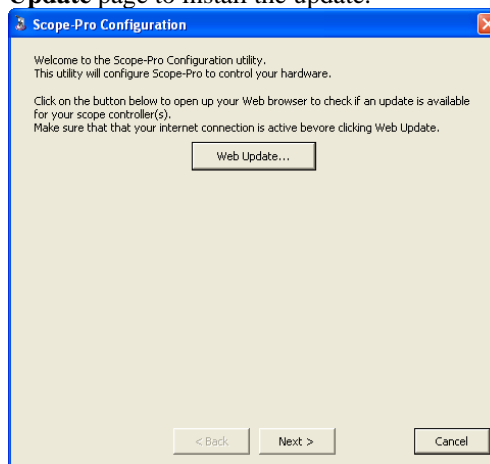 Update page to install the update.
Scope-Pro Configuration
Welcome to the Scope-Pro Configuration utility.
This utility will configure Scope-Pro to control your hardware.
Click on the button below to open up your Web browser to check if an update is available
for your scope controller(s).
Make sure that that your internet connection is active bevore clicking Web Update.
Web Update...
< Back
Next >
Cancel